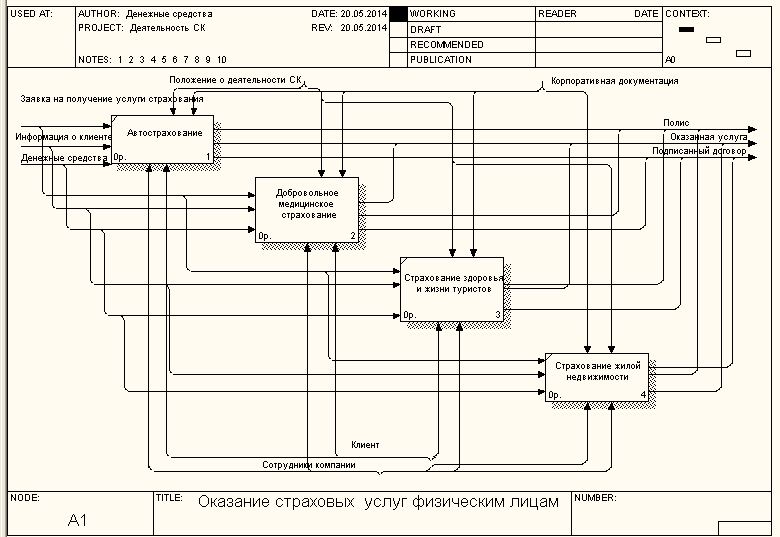 USED AT:
AUTHOR: Денежные средства
DATE: 20.05.2014
WORKING
READER
DATE
CONTEXT:
PROJECT: Деятельность СК
REV: 20.05.2014
DRAFT
RECOMMENDED
NOTES: 1 2 3 4 5 6 7 8 9 10
PUBLICATION
A0
Положение о деятельности СК
Корпоративная документация
Заявка на получение услуги страхования
Информация о клиенте
Денежные средства
Автострахование
0р.
1
Полис
Оказанная услуга
Подписанный договор
Добровольное
медицинское
страхование
0р.
2
Страхование здоровья
и жизни туристов
0р.
3
Страхование жилой
недвижимости
0р.
4
Клиент
Сотрудники компании
NODE:
A1
TITLE:
Оказание страховых услуг физическим лицам
NUMBER: